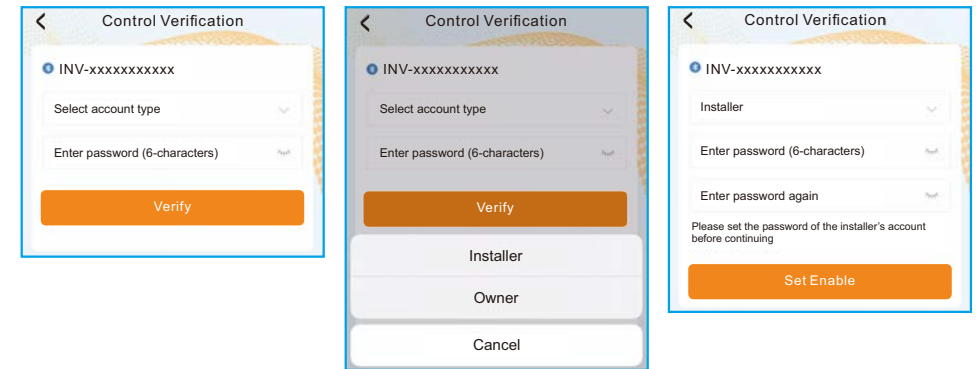 Control Verification
INV-xxxxxxxxxxx
Select account type
Enter password (6-characters)
Verify
Control Verification
INV-xxxxxxxxxxx
Select account type
Enter password (6-characters)
Verify
Installer
Owner
Cancel
Control Verification
INV-xxxxxxxxxxx
Installer
Enter password (6-characters)
Enter password again
Please set the password of the installer's account
before continuing
Set Enable